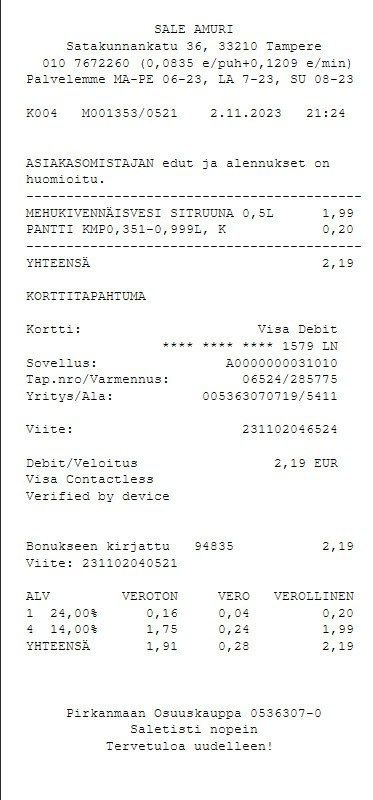 SALE AMURI
Satakunnankatu 36, 33210 Tampere
010 7672260 (0,0835 e/puh+0,1209 e/min)
Palvelemme MA-PE 06-23, LA 7-23, SU 08-23
K004 M001353/0521 2.11.2023 21:24
ASIAKASOMISTAJAN edut ja alennukset on
huomioitu.
------------------------------------------
MEHUKIVENNÄISVESI SITRUUNA 0,5L 1,99
PANTTI KMP0,351-0,999L, K 0,20
------------------------------------------
YHTEENSÄ 2,19
KORTTITAPAHTUMA
Kortti: Visa Debit
**** **** **** 1579 LN
Sovellus: A0000000031010
Tap.nro/Varmennus: 06524/285775
Yritys/Ala: 005363070719/5411
Viite: 231102046524
Debit/Veloitus 2,19 EUR
Visa Contactless
Verified by device
Bonukseen kirjattu 94835 2,19
Viite: 231102040521
ALV VEROTON VERO VEROLLINEN
1 24,00% 0,16 0,04 0,20
4 14,00% 1,75 0,24 1,99
YHTEENSÄ 1,91 0,28 2,19
Pirkanmaan Osuuskauppa 0536307-0
Saletisti nopein
Tervetuloa uudelleen!